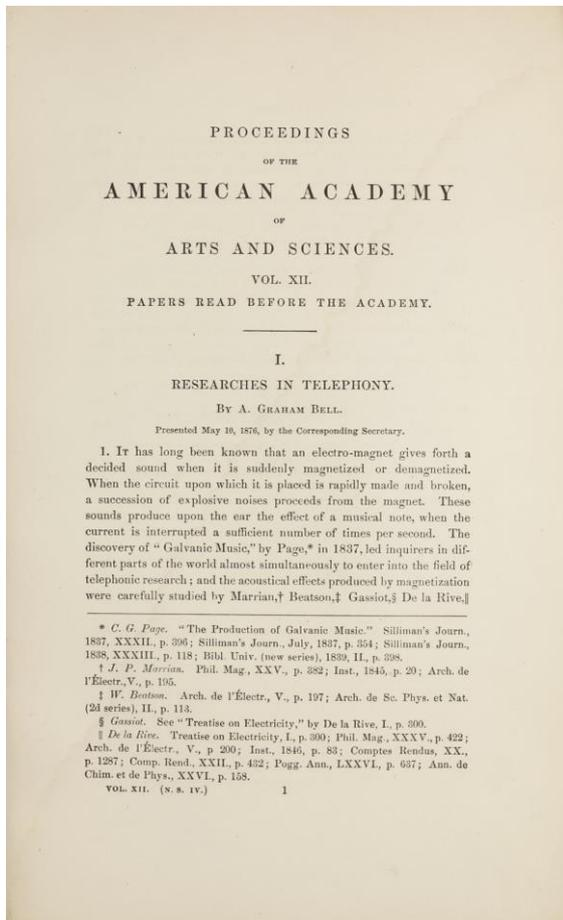 PROCEEDINGS
OF THE
AMERICAN ACADEMY
OF
ARTS AND SCIENCES.
VOL. XII.
PAPERS READ BEFORE THE ACADEMY.
I.
RESEARCHES IN TELEPHONY.
BY A. GRAHAM BELL.
Presented May 10, 1876, by the Corresponding Secretary.
1. IT has long been known that an electro-magnet gives forth a
decided sound when it is suddenly magnetized or demagnetized.
When the circuit upon which it is placed is rapidly made and broken,
a succession of explosive noises proceeds from the magnet. These
sounds produce upon the ear the effect of a musical note, when the
current is interrupted a sufficient number of times per second. The
discovery of "Galvanic Music," by Page,* in 1837, led inquirers in dif-
ferent parts of the world almost simultaneously to enter into the field of
telephonic research; and the acoustical effects produced by magnetization
were carefully studied by Marrian,† Beatson,‡ Gassiot,§ De la Rive,‖
* C. G. Page. "The Production of Galvanic Music." Silliman's Journ.,
1837, XXXII., p. 396; Silliman's Journ., July, 1837, p. 354; Silliman's Journ.,
1838, XXXIII., p. 118; Bibl. Univ. (new series), 1839, II., p. 398.
† J. P. Marrian. Phil. Mag., XXV., p. 382; Inst., 1845, p. 20; Arch. de
l'Électr., V., p. 195.
‡ W. Beatson. Arch. de l'Électr., V., p. 197; Arch. de Sc. Phys. et Nat.
(2d series), II., p. 113.
§ Gassiot. See "Treatise on Electricity," by De la Rive, I., p. 300.
‖ De la Rive. Treatise on Electricity, I., p. 300; Phil. Mag., XXXV., p. 422;
Arch. de l'Électr., V., p 200; Inst., 1846, p. 83; Comptes Rendus, XX.,
p. 1287; Comp. Rend., XXII., p. 432; Pogg. Ann., LXXVI., p. 637; Ann. de
Chim. et de Phys., XXVI., p. 158.
VOL. XII. (N. S. IV.) 1